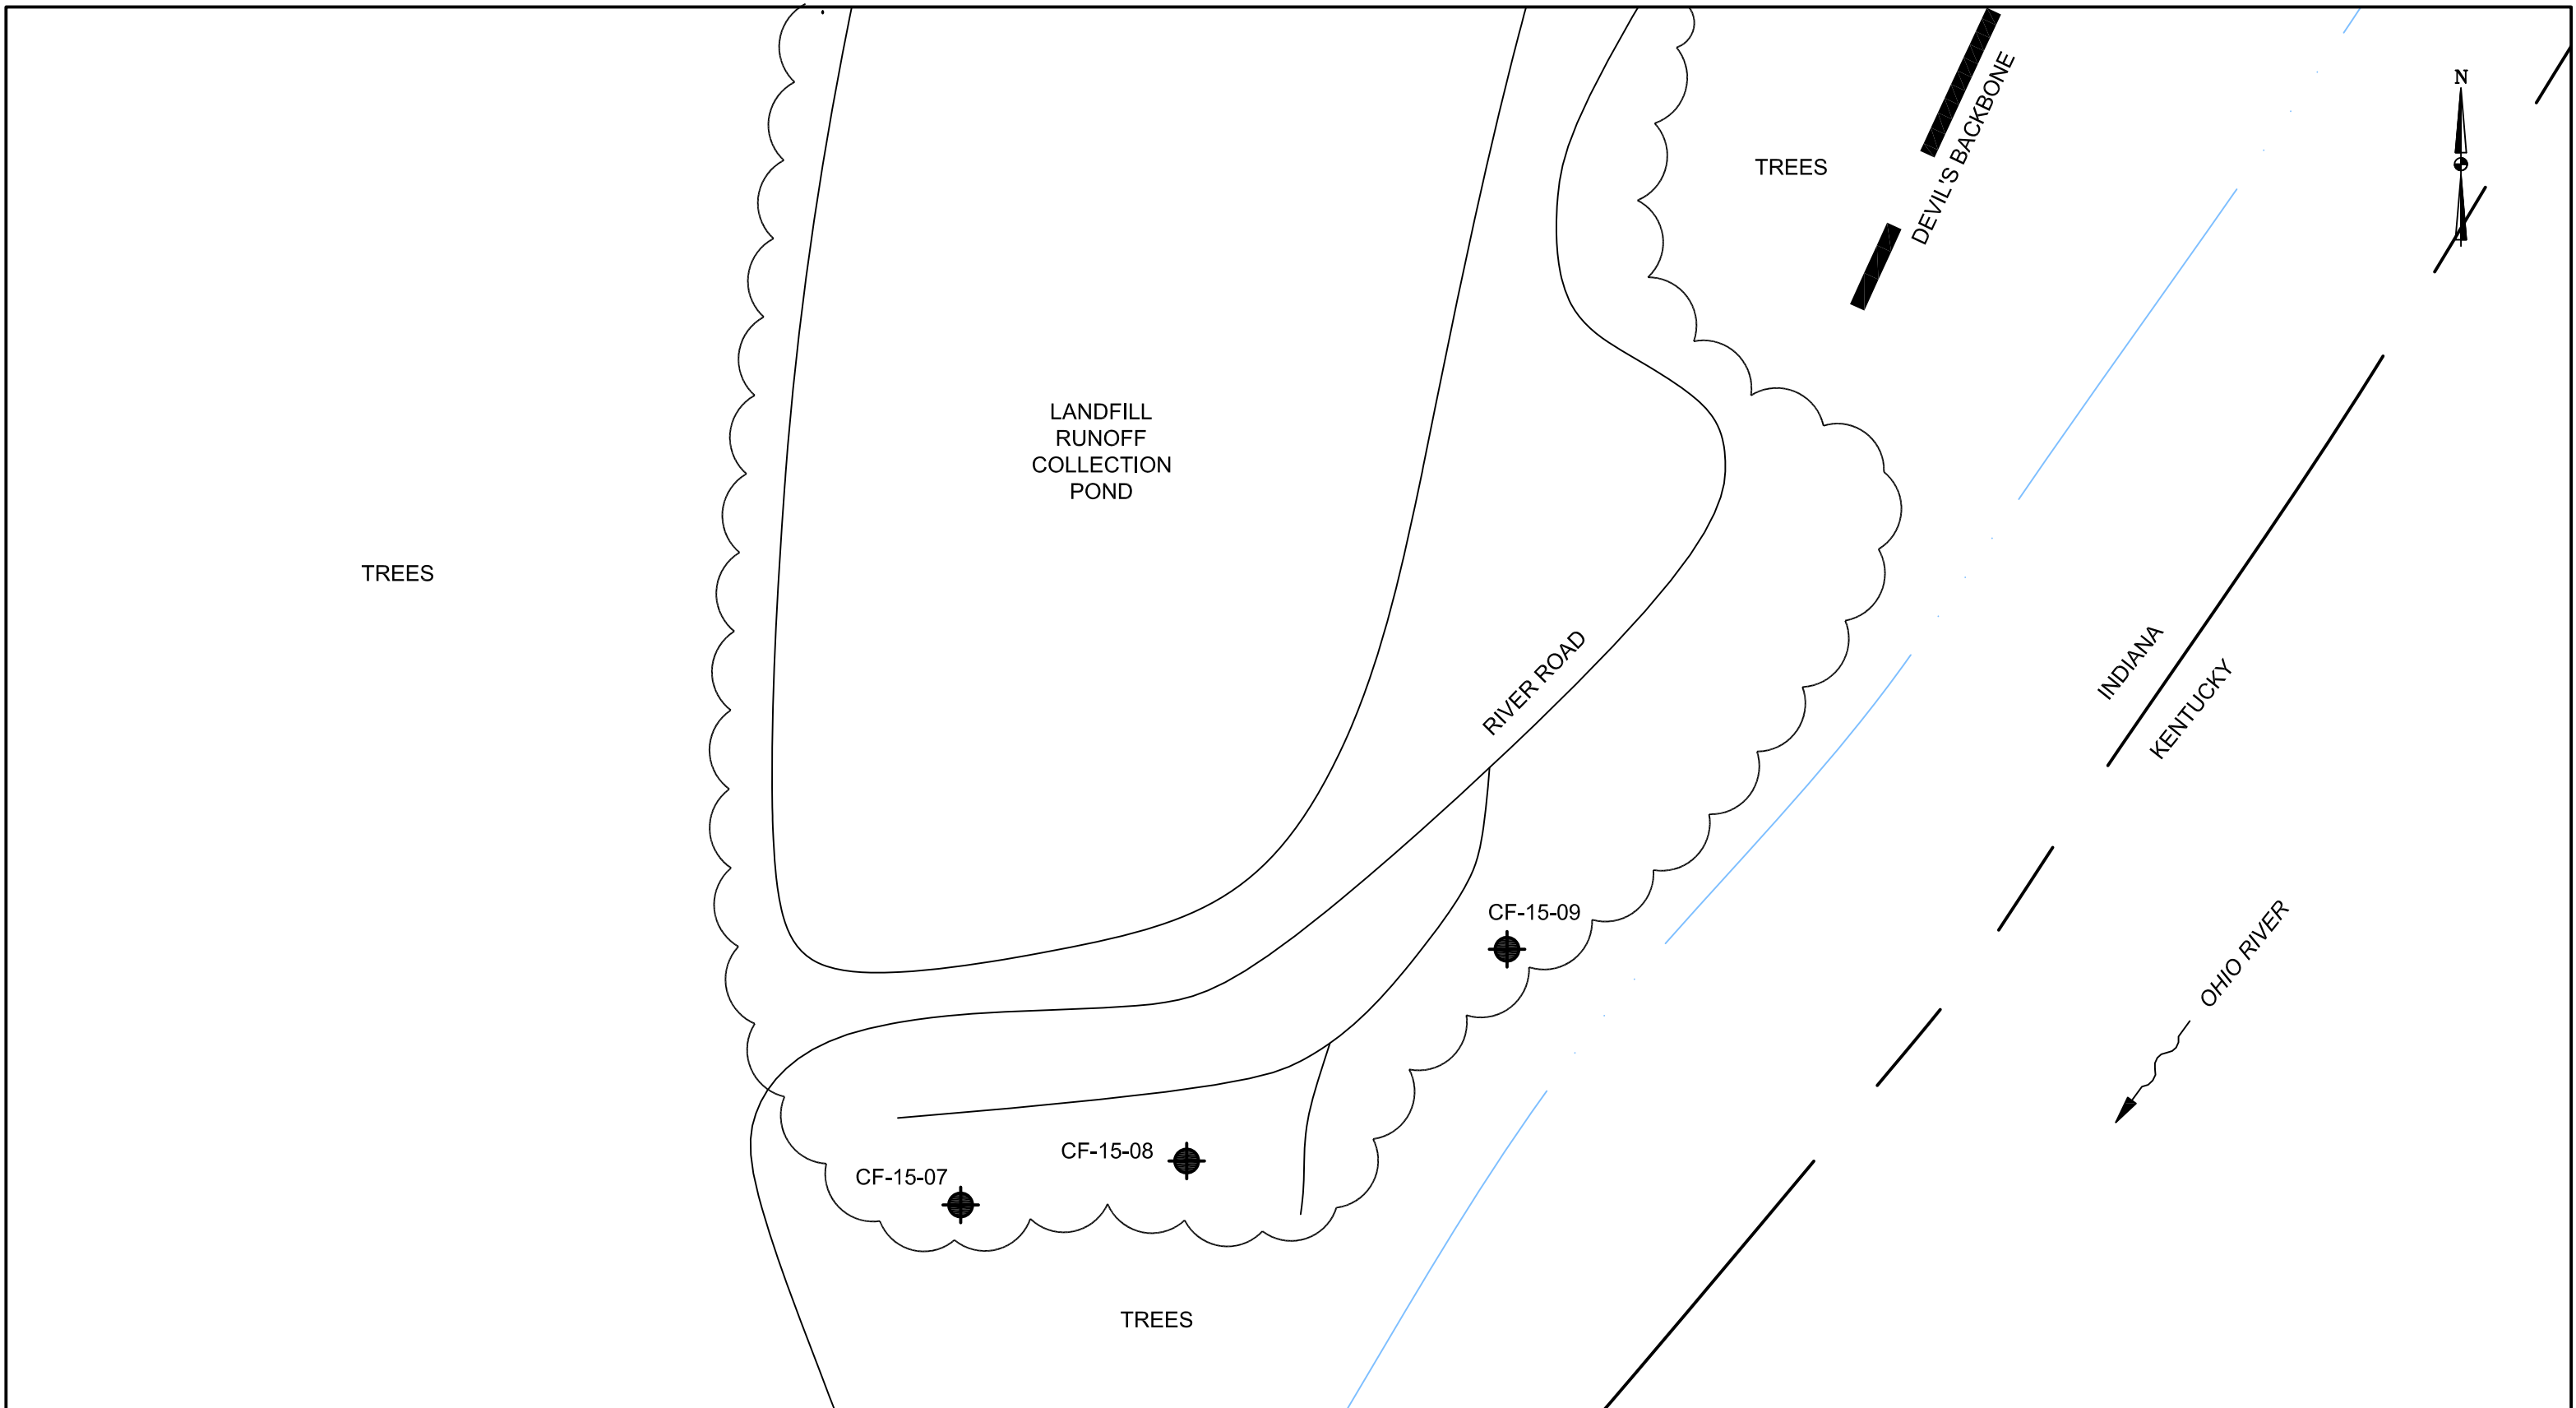 N
DEVIL'S BACKBONE
TREES
LANDFILL
RUNOFF
COLLECTION
POND
TREES
RIVER ROAD
INDIANA
KENTUCKY
CF-15-09
OHIO RIVER
CF-15-08
CF-15-07
TREES